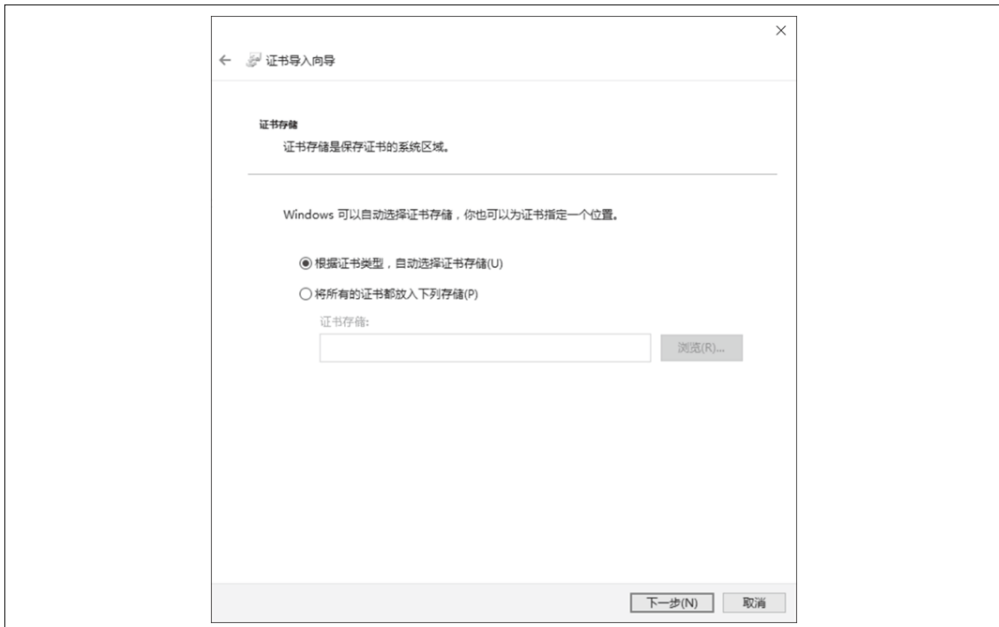 证书导入向导
证书存储
证书存储是保存证书的系统区域。
Windows 可以自动选择证书存储，你也可以为证书指定一个位置。
根据证书类型，自动选择证书存储(U)
将所有的证书都放入下列存储(P)
证书存储:
浏览(R)...
下一步(N) 取消